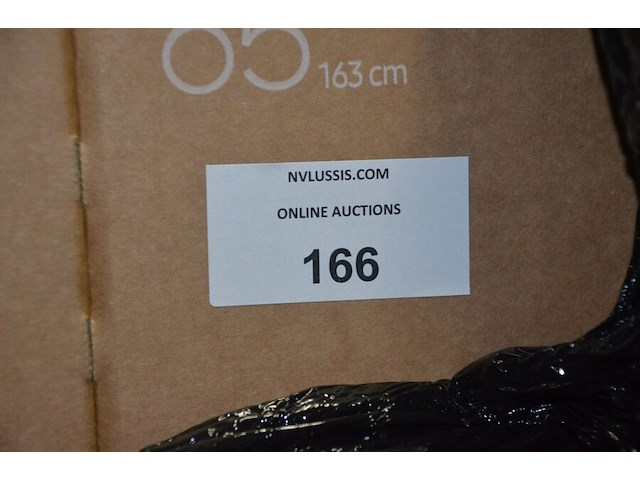 65
163 cm
NVLUSSIS.COM
ONLINE AUCTIONS
166